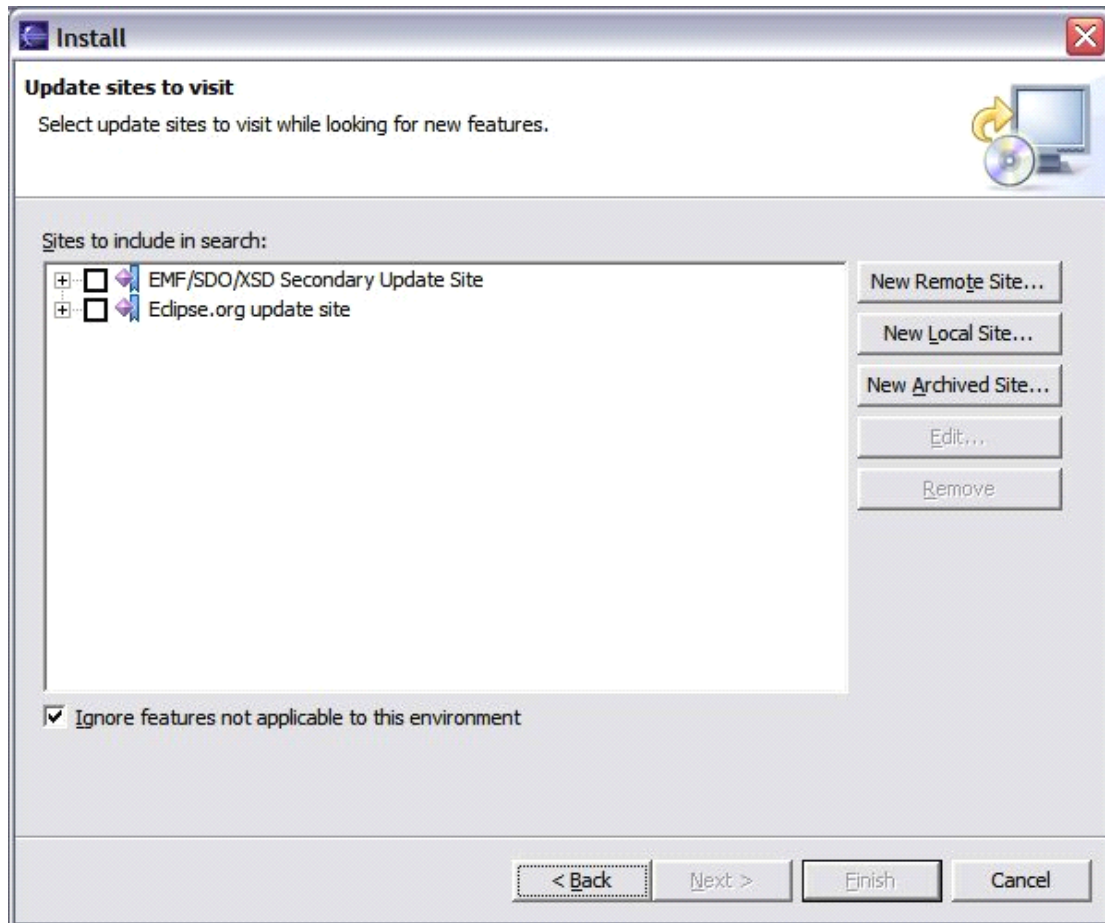 Install
Update sites to visit
Select update sites to visit while looking for new features.
Sites to include in search:
EMF/SDO/XSD Secondary Update Site
Eclipse.org update site
New Remote Site...
New Local Site...
New Archived Site...
Edit...
Remove
Ignore features not applicable to this environment
< Back
Next >
Finish
Cancel